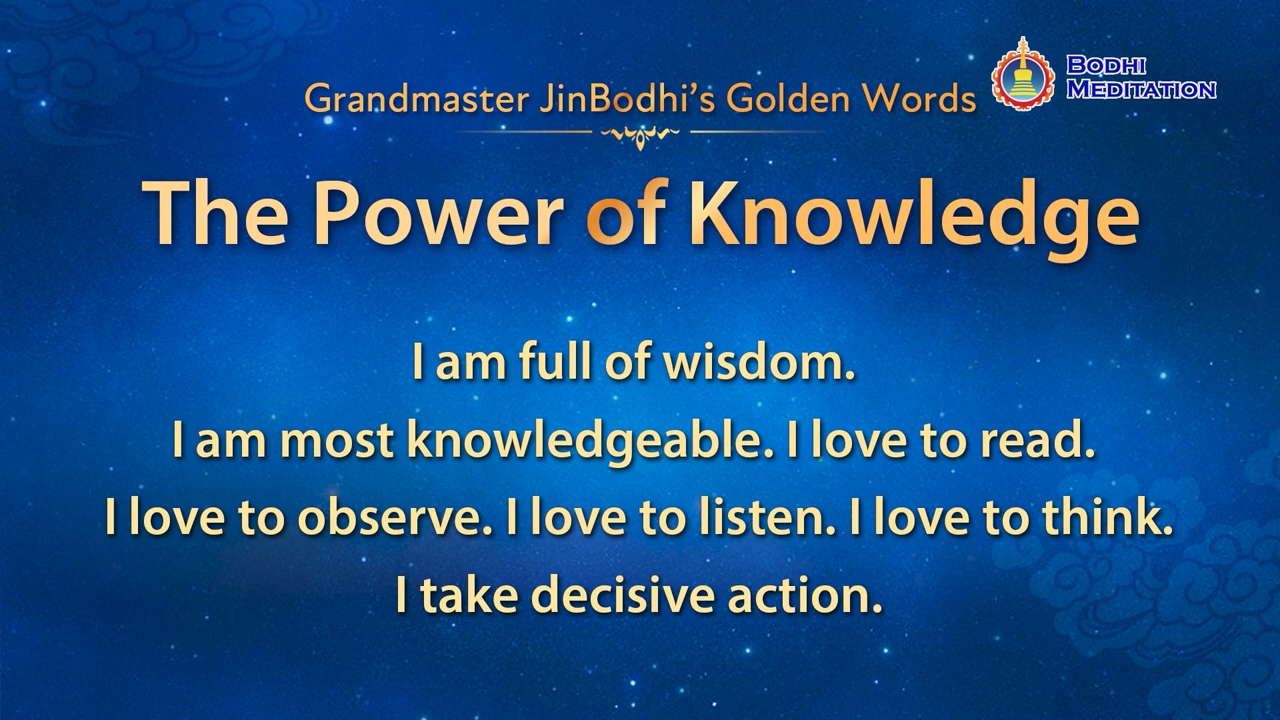 Grandmaster JinBodhi’s Golden Words
BODHI
MEDITATION
The Power of Knowledge
I am full of wisdom.
I am most knowledgeable. I love to read.
I love to observe. I love to listen. I love to think.
I take decisive action.